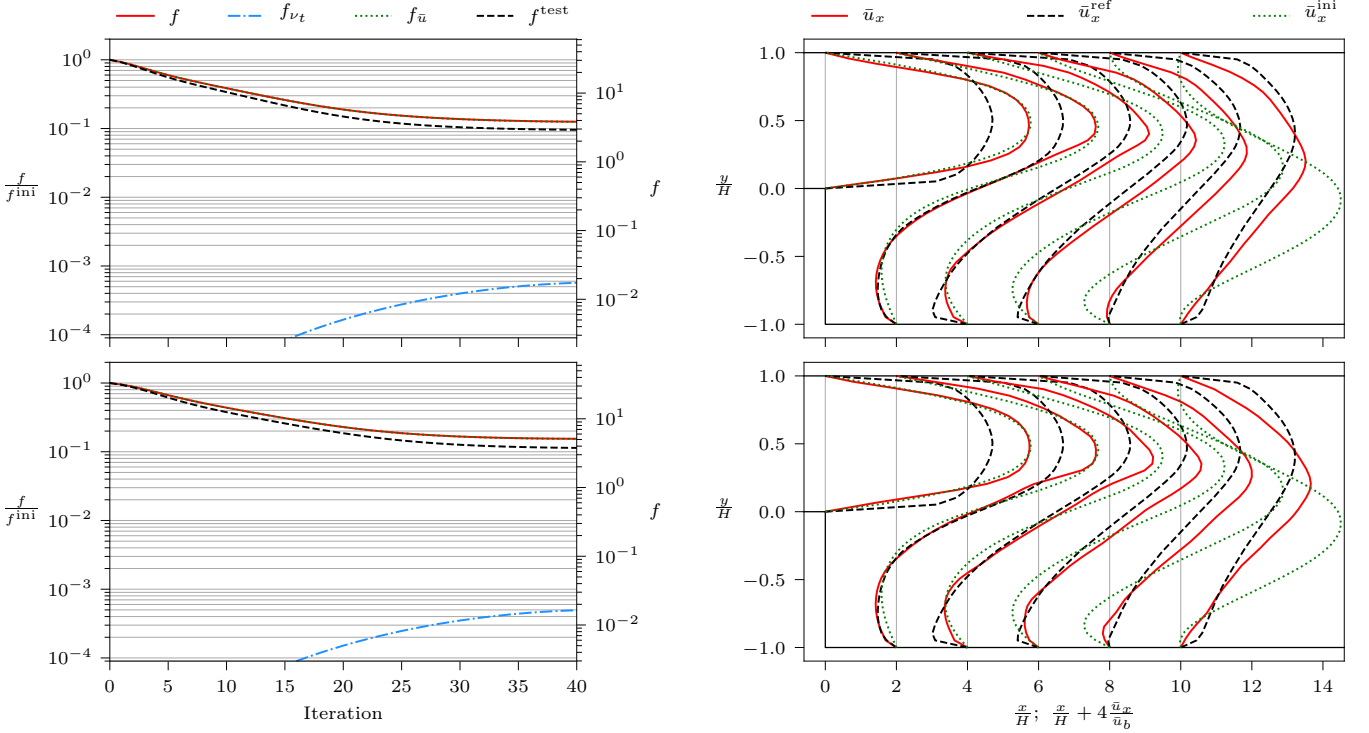 f f_{ν_t} f_{ū} f^{test} ū_x ū_x^{ref} ū_x^{ini}
10^0
10^{-1}
10^{-2}
10^{-3}
10^{-4}
f/f^{ini}
10^1
10^0
10^{-1}
10^{-2}
f
1.0
0.5
0.0
−0.5
−1.0
y/H
10^0
10^{-1}
10^{-2}
10^{-3}
10^{-4}
f/f^{ini}
10^1
10^0
10^{-1}
10^{-2}
f
1.0
0.5
0.0
−0.5
−1.0
y/H
0 5 10 15 20 25 30 35 40
Iteration
0 2 4 6 8 10 12 14
x/H; x/H + 4 ū_x/ū_b